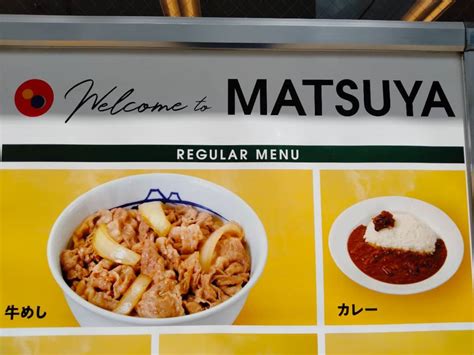 Welcome to MATSUYA
REGULAR MENU
牛めし
カレー